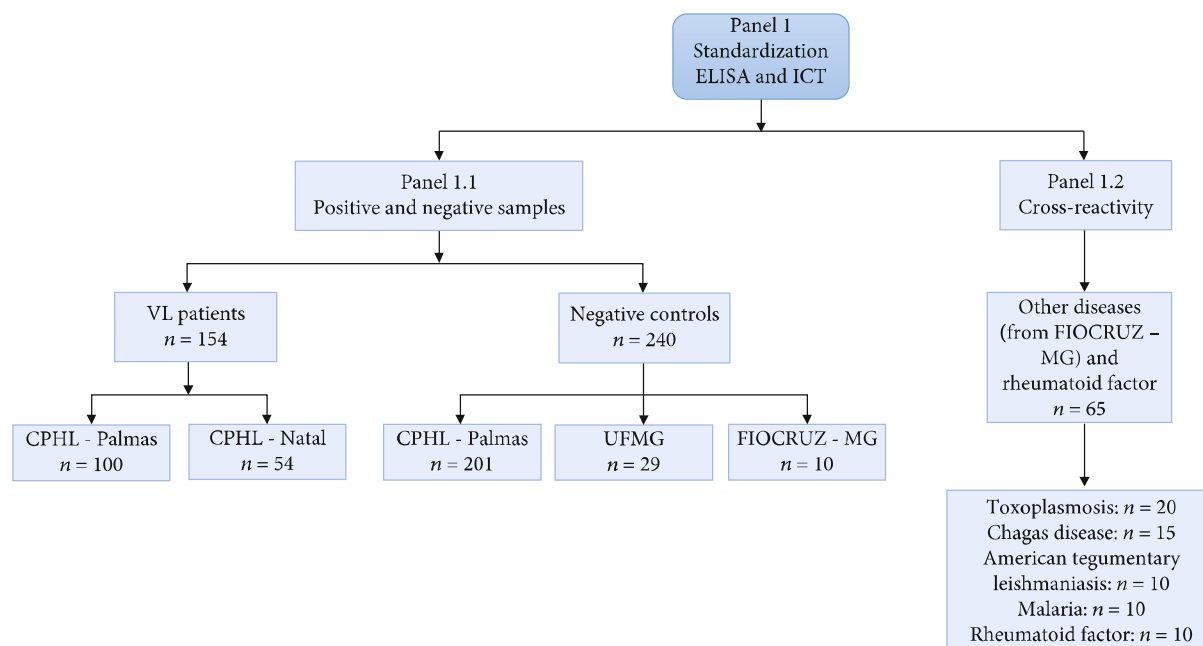 Panel 1
Standardization
ELISA and ICT
Panel 1.1
Positive and negative samples
Panel 1.2
Cross-reactivity
VL patients
n = 154
Negative controls
n = 240
Other diseases
(from FIOCRUZ –
MG) and
rheumatoid factor
n = 65
CPHL - Palmas
n = 100
CPHL - Natal
n = 54
CPHL - Palmas
n = 201
UFMG
n = 29
FIOCRUZ - MG
n = 10
Toxoplasmosis: n = 20
Chagas disease: n = 15
American tegumentary
leishmaniasis: n = 10
Malaria: n = 10
Rheumatoid factor: n = 10